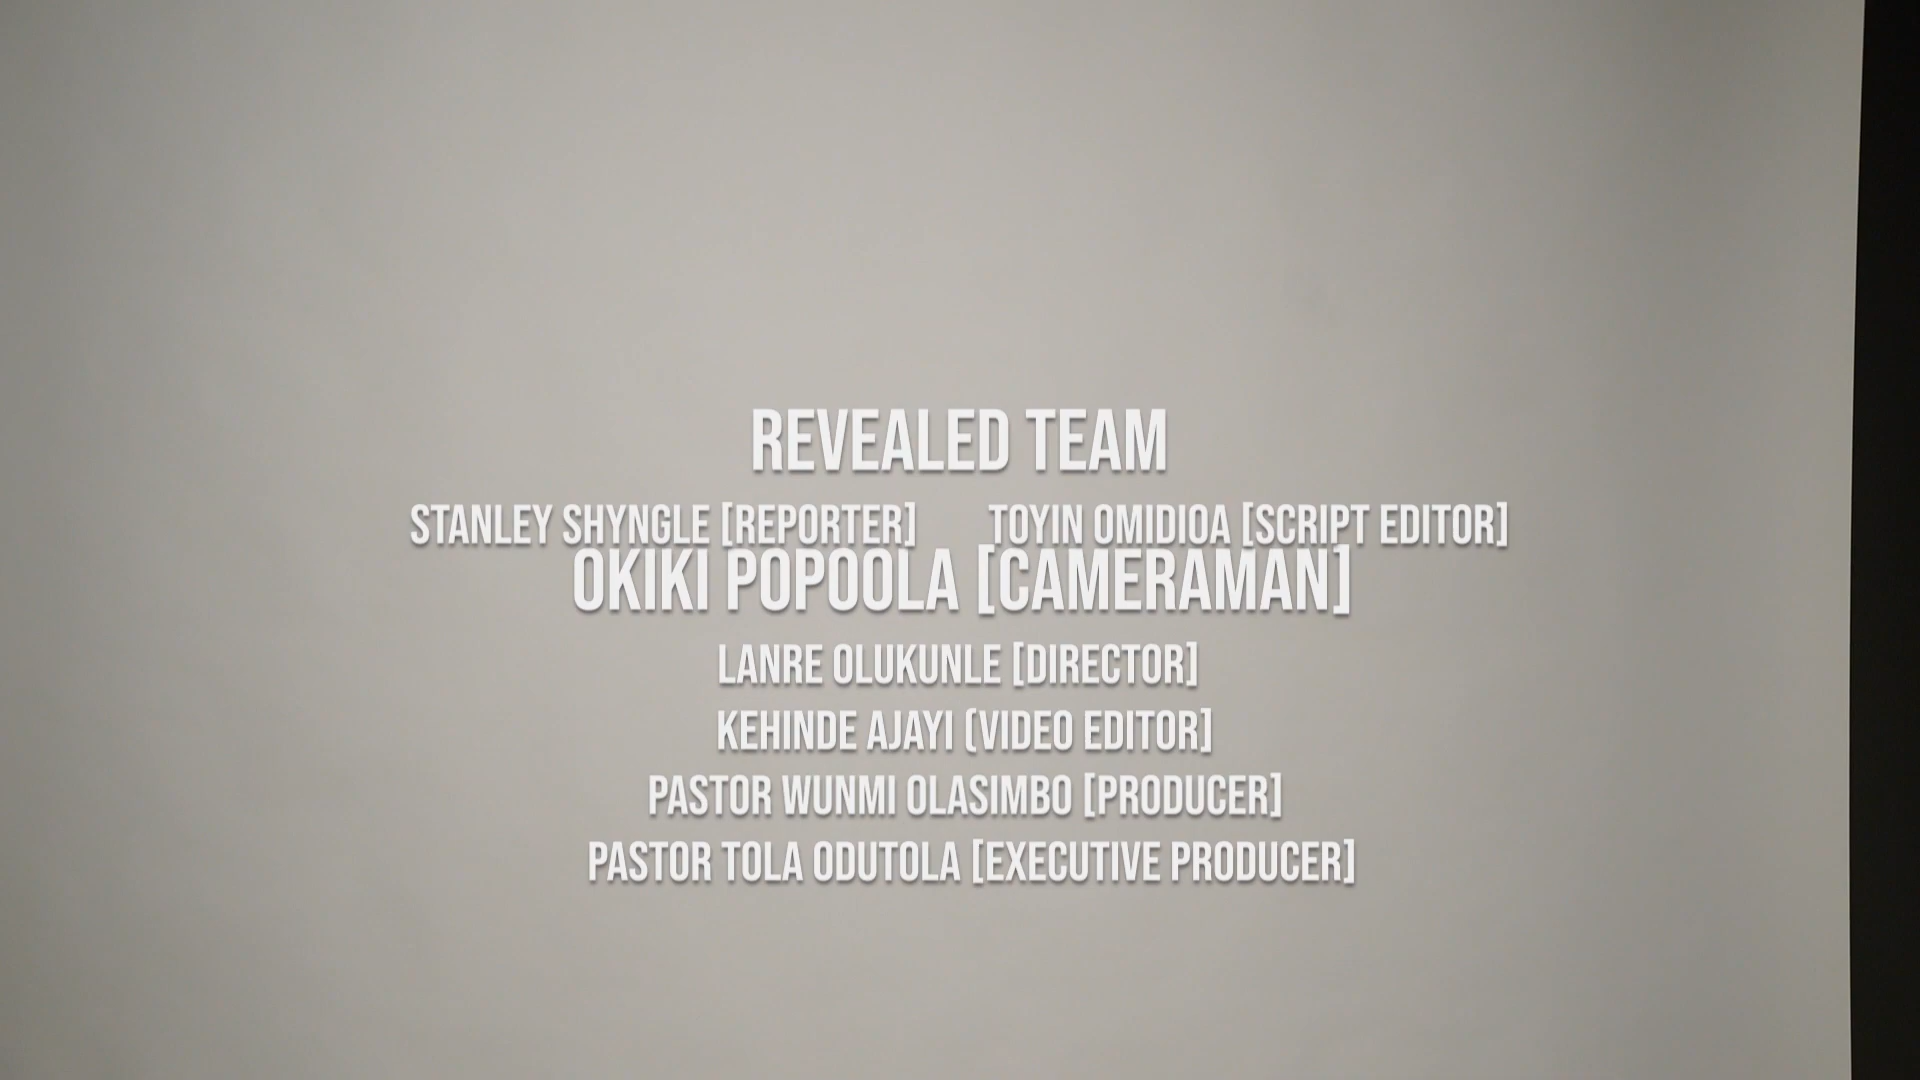 REVEALED TEAM
STANLEY SHYNGLE [REPORTER] TOYIN OMIDIOA [SCRIPT EDITOR]
OKIKI POPOOLA [CAMERAMAN]
LANRE OLUKUNLE [DIRECTOR]
KEHINDE AJAYI (VIDEO EDITOR]
PASTOR WUNMI OLASIMBO [PRODUCER]
PASTOR TOLA ODUTOLA [EXECUTIVE PRODUCER]